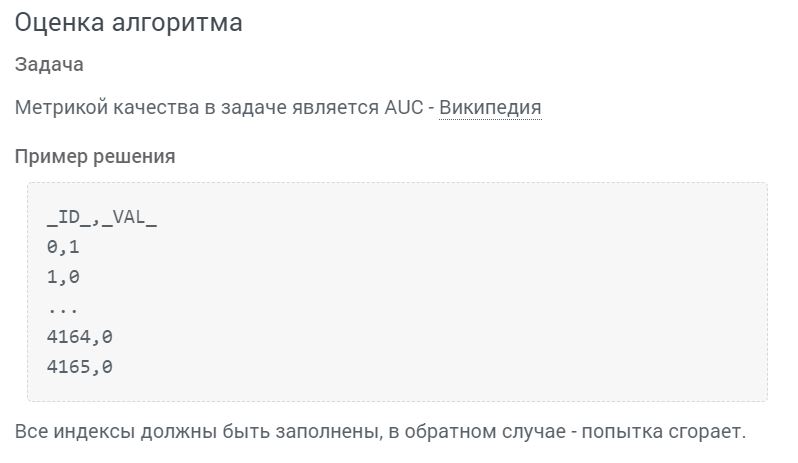 Оценка алгоритма
Задача
Метрикой качества в задаче является AUC - Википедия
Пример решения
_ID_,_VAL_
0,1
1,0
...
4164,0
4165,0
Все индексы должны быть заполнены, в обратном случае - попытка сгорает.